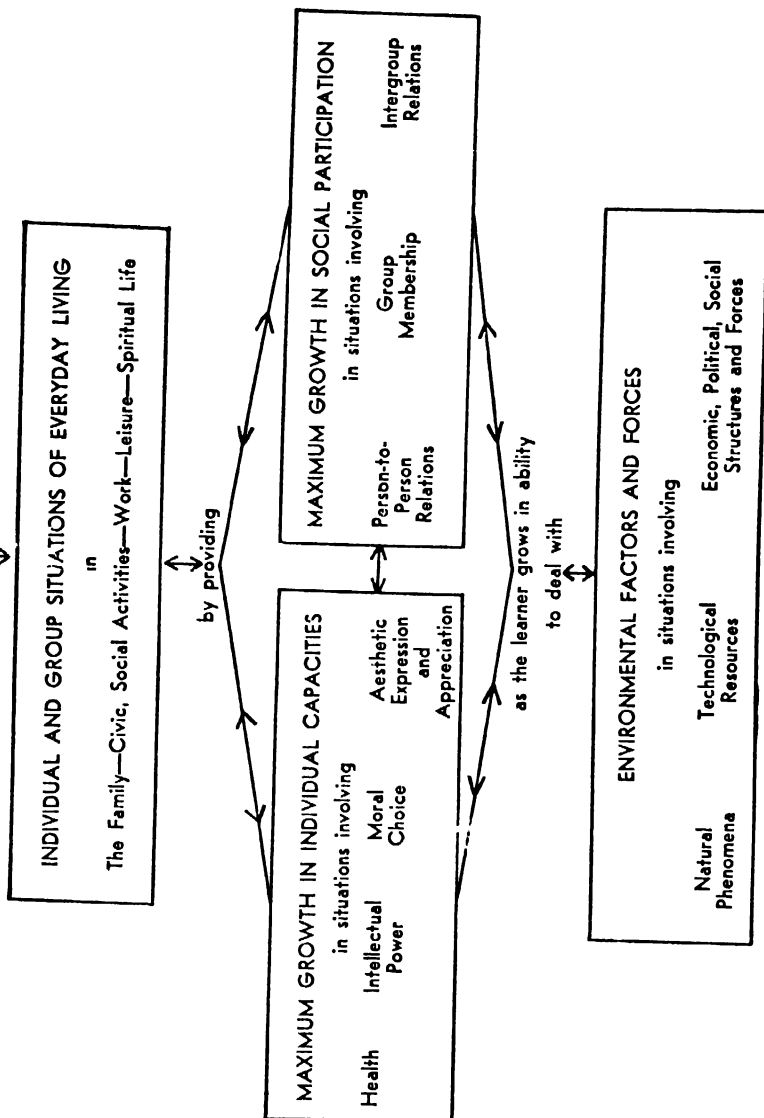 INDIVIDUAL AND GROUP SITUATIONS OF EVERYDAY LIVING
in
The Family—Civic, Social Activities—Work—Leisure—Spiritual Life
by providing
MAXIMUM GROWTH IN INDIVIDUAL CAPACITIES
in situations involving
Health
Intellectual
Power
Moral
Choice
Aesthetic
Expression
and
Appreciation
MAXIMUM GROWTH IN SOCIAL PARTICIPATION
in situations involving
Person-to-
Person
Relations
Group
Membership
Intergroup
Relations
as the learner grows in ability
to deal with
ENVIRONMENTAL FACTORS AND FORCES
in situations involving
Natural
Phenomena
Technological
Resources
Economic, Political, Social
Structures and Forces